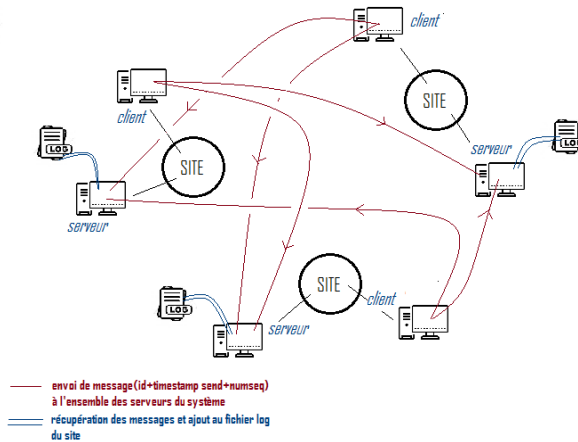 client
SITE
client
LOG
serveur
LOG
SITE
serveur
SITE
client
LOG
serveur
envoi de message(id+timestamp send+numseq)
à l'ensemble des serveurs du système
récupération des messages et ajout au fichier log
du site